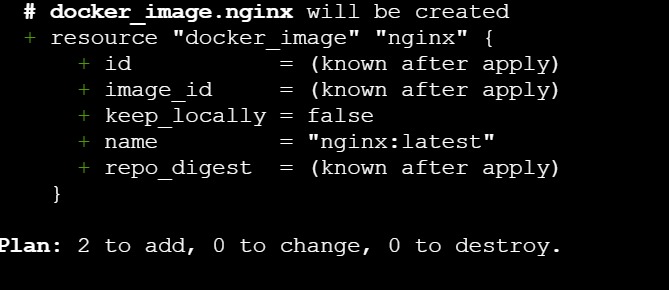 # docker_image.nginx will be created
+ resource "docker_image" "nginx" {
+ id = (known after apply)
+ image_id = (known after apply)
+ keep_locally = false
+ name = "nginx:latest"
+ repo_digest = (known after apply)
}
Plan: 2 to add, 0 to change, 0 to destroy.